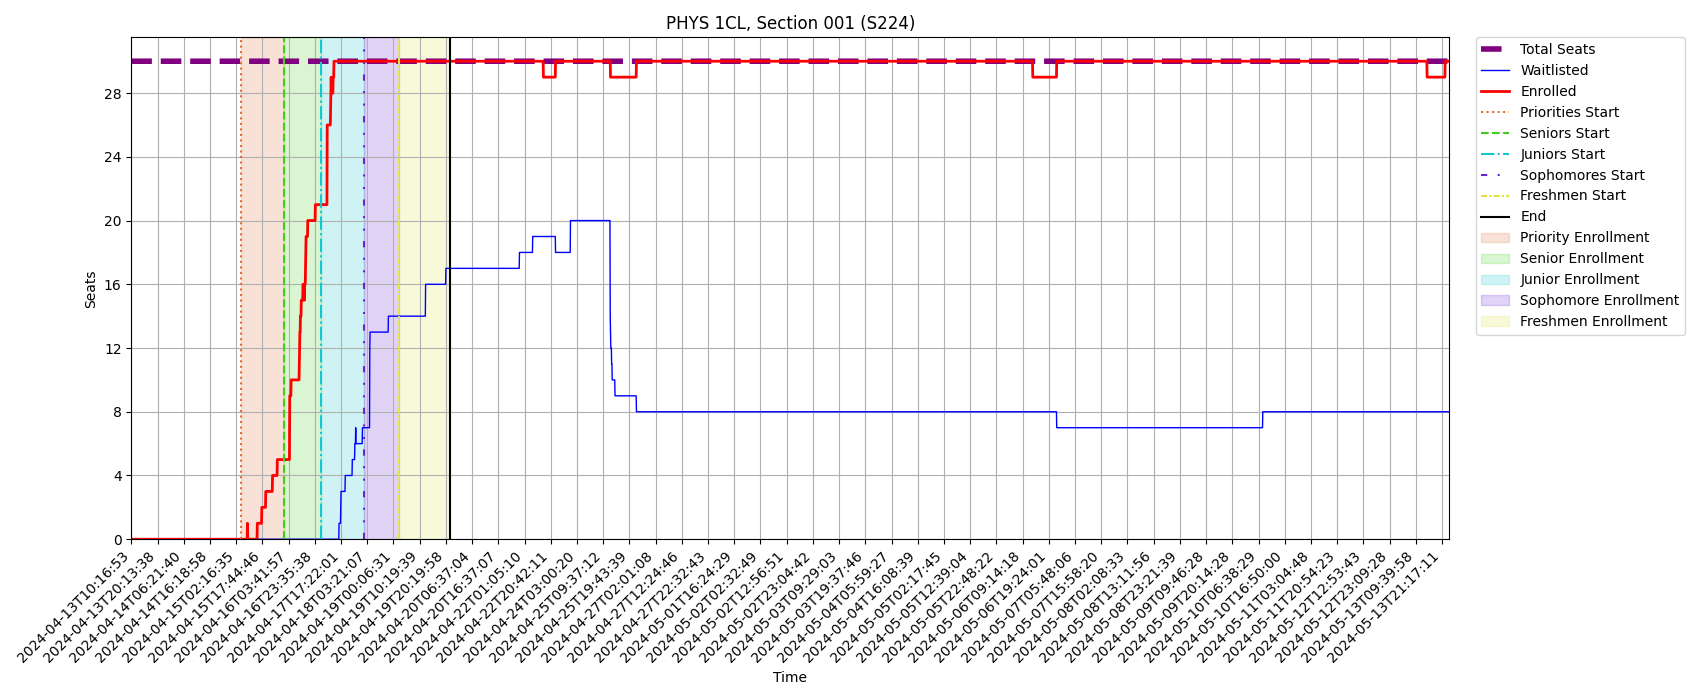 PHYS 1CL, Section 001 (S224)
Total Seats
Waitlisted
Enrolled
Priorities Start
Seniors Start
Juniors Start
Sophomores Start
Freshmen Start
End
Priority Enrollment
Senior Enrollment
Junior Enrollment
Sophomore Enrollment
Freshmen Enrollment
Seats
28
24
20
16
12
8
4
0
2024-04-13T10:16:53
2024-04-13T20:13:38
2024-04-14T06:21:40
2024-04-14T16:18:58
2024-04-15T02:16:35
2024-04-15T17:44:46
2024-04-16T03:41:57
2024-04-16T23:35:38
2024-04-17T17:22:01
2024-04-18T03:21:07
2024-04-19T00:06:31
2024-04-19T10:19:39
2024-04-19T20:19:58
2024-04-20T06:37:04
2024-04-20T16:37:07
2024-04-22T01:05:10
2024-04-22T20:42:11
2024-04-24T03:00:20
2024-04-25T09:37:12
2024-04-25T19:43:39
2024-04-27T02:01:08
2024-04-27T12:24:46
2024-04-27T22:32:43
2024-05-01T16:24:29
2024-05-02T02:32:49
2024-05-02T12:56:51
2024-05-02T23:04:42
2024-05-03T09:29:03
2024-05-03T19:37:46
2024-05-04T05:59:27
2024-05-04T16:08:39
2024-05-05T02:17:45
2024-05-05T12:39:04
2024-05-05T22:48:22
2024-05-06T09:14:18
2024-05-06T19:24:01
2024-05-07T05:48:06
2024-05-07T15:58:20
2024-05-08T02:08:33
2024-05-08T13:11:56
2024-05-08T23:21:39
2024-05-09T09:46:28
2024-05-09T20:14:28
2024-05-10T06:38:29
2024-05-10T16:50:00
2024-05-11T03:04:48
2024-05-11T20:54:23
2024-05-12T12:53:43
2024-05-12T23:09:28
2024-05-13T09:39:58
2024-05-13T21:17:11
Time